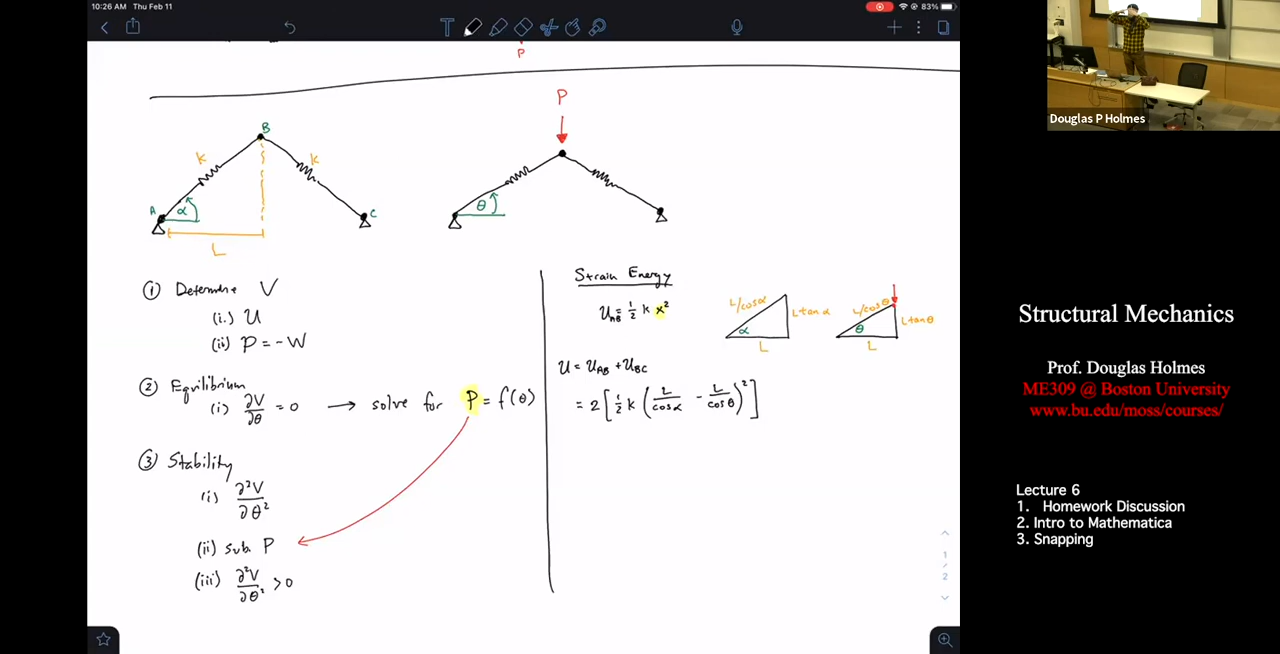 10:26 AM Thu Feb 11
83%
T
P
P
B
k
k
A
α
C
θ
L
① Determine V
(i.) U
(ii) P = -W
② Equilibrium
(i) ∂V/∂θ = 0 → solve for P = f(θ)
③ Stability
(i) ∂²V/∂θ²
(ii) sub. P
(iii) ∂²V/∂θ² > 0
Strain Energy
U_AB = 1/2 k x²
L/cosα
L tan α
α
L
L/cosθ
L tanθ
θ
L
U = U_AB + U_BC
= 2 [ 1/2 k ( L/cosα - L/cosθ )² ]
1
/
2
Douglas P Holmes
Structural Mechanics
Prof. Douglas Holmes
ME309 @ Boston University
www.bu.edu/moss/courses/
Lecture 6
1. Homework Discussion
2. Intro to Mathematica
3. Snapping